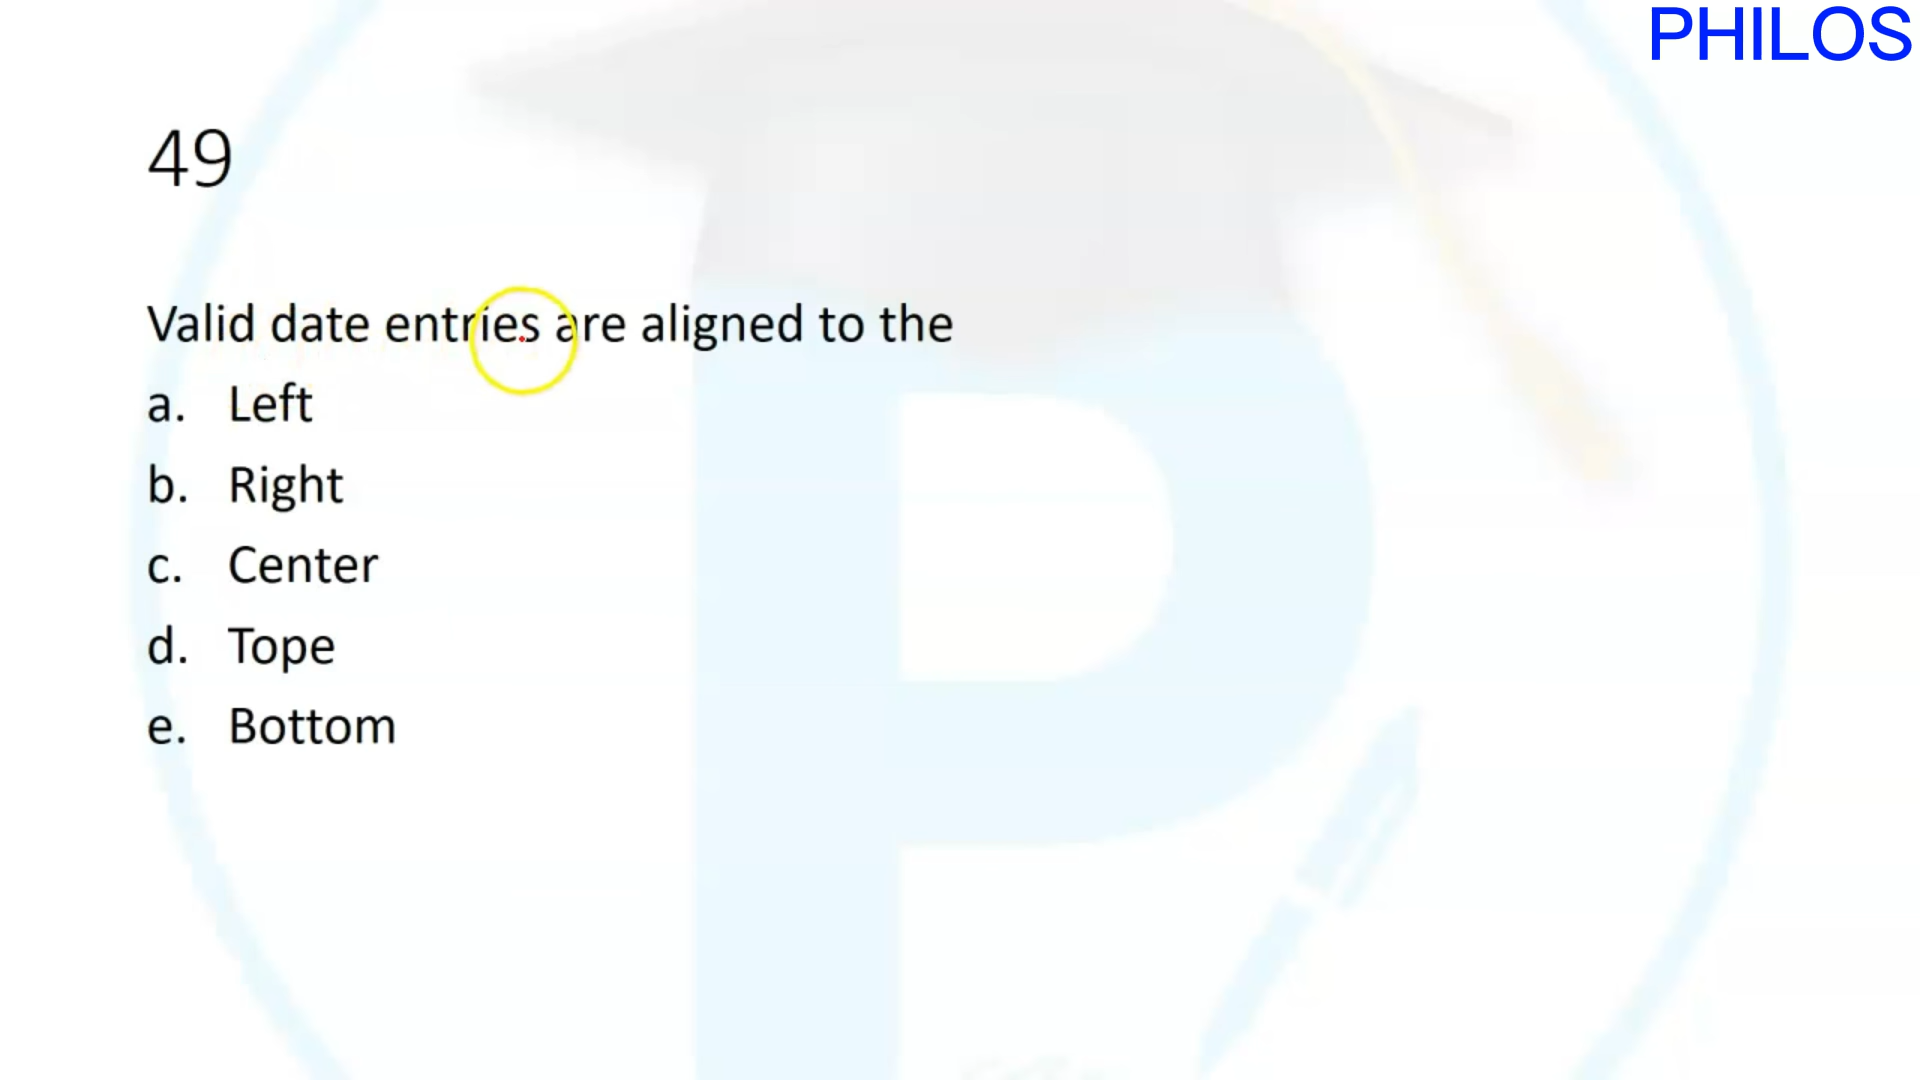 PHILOS
49
Valid date entries are aligned to the
a. Left
b. Right
c. Center
d. Tope
e. Bottom